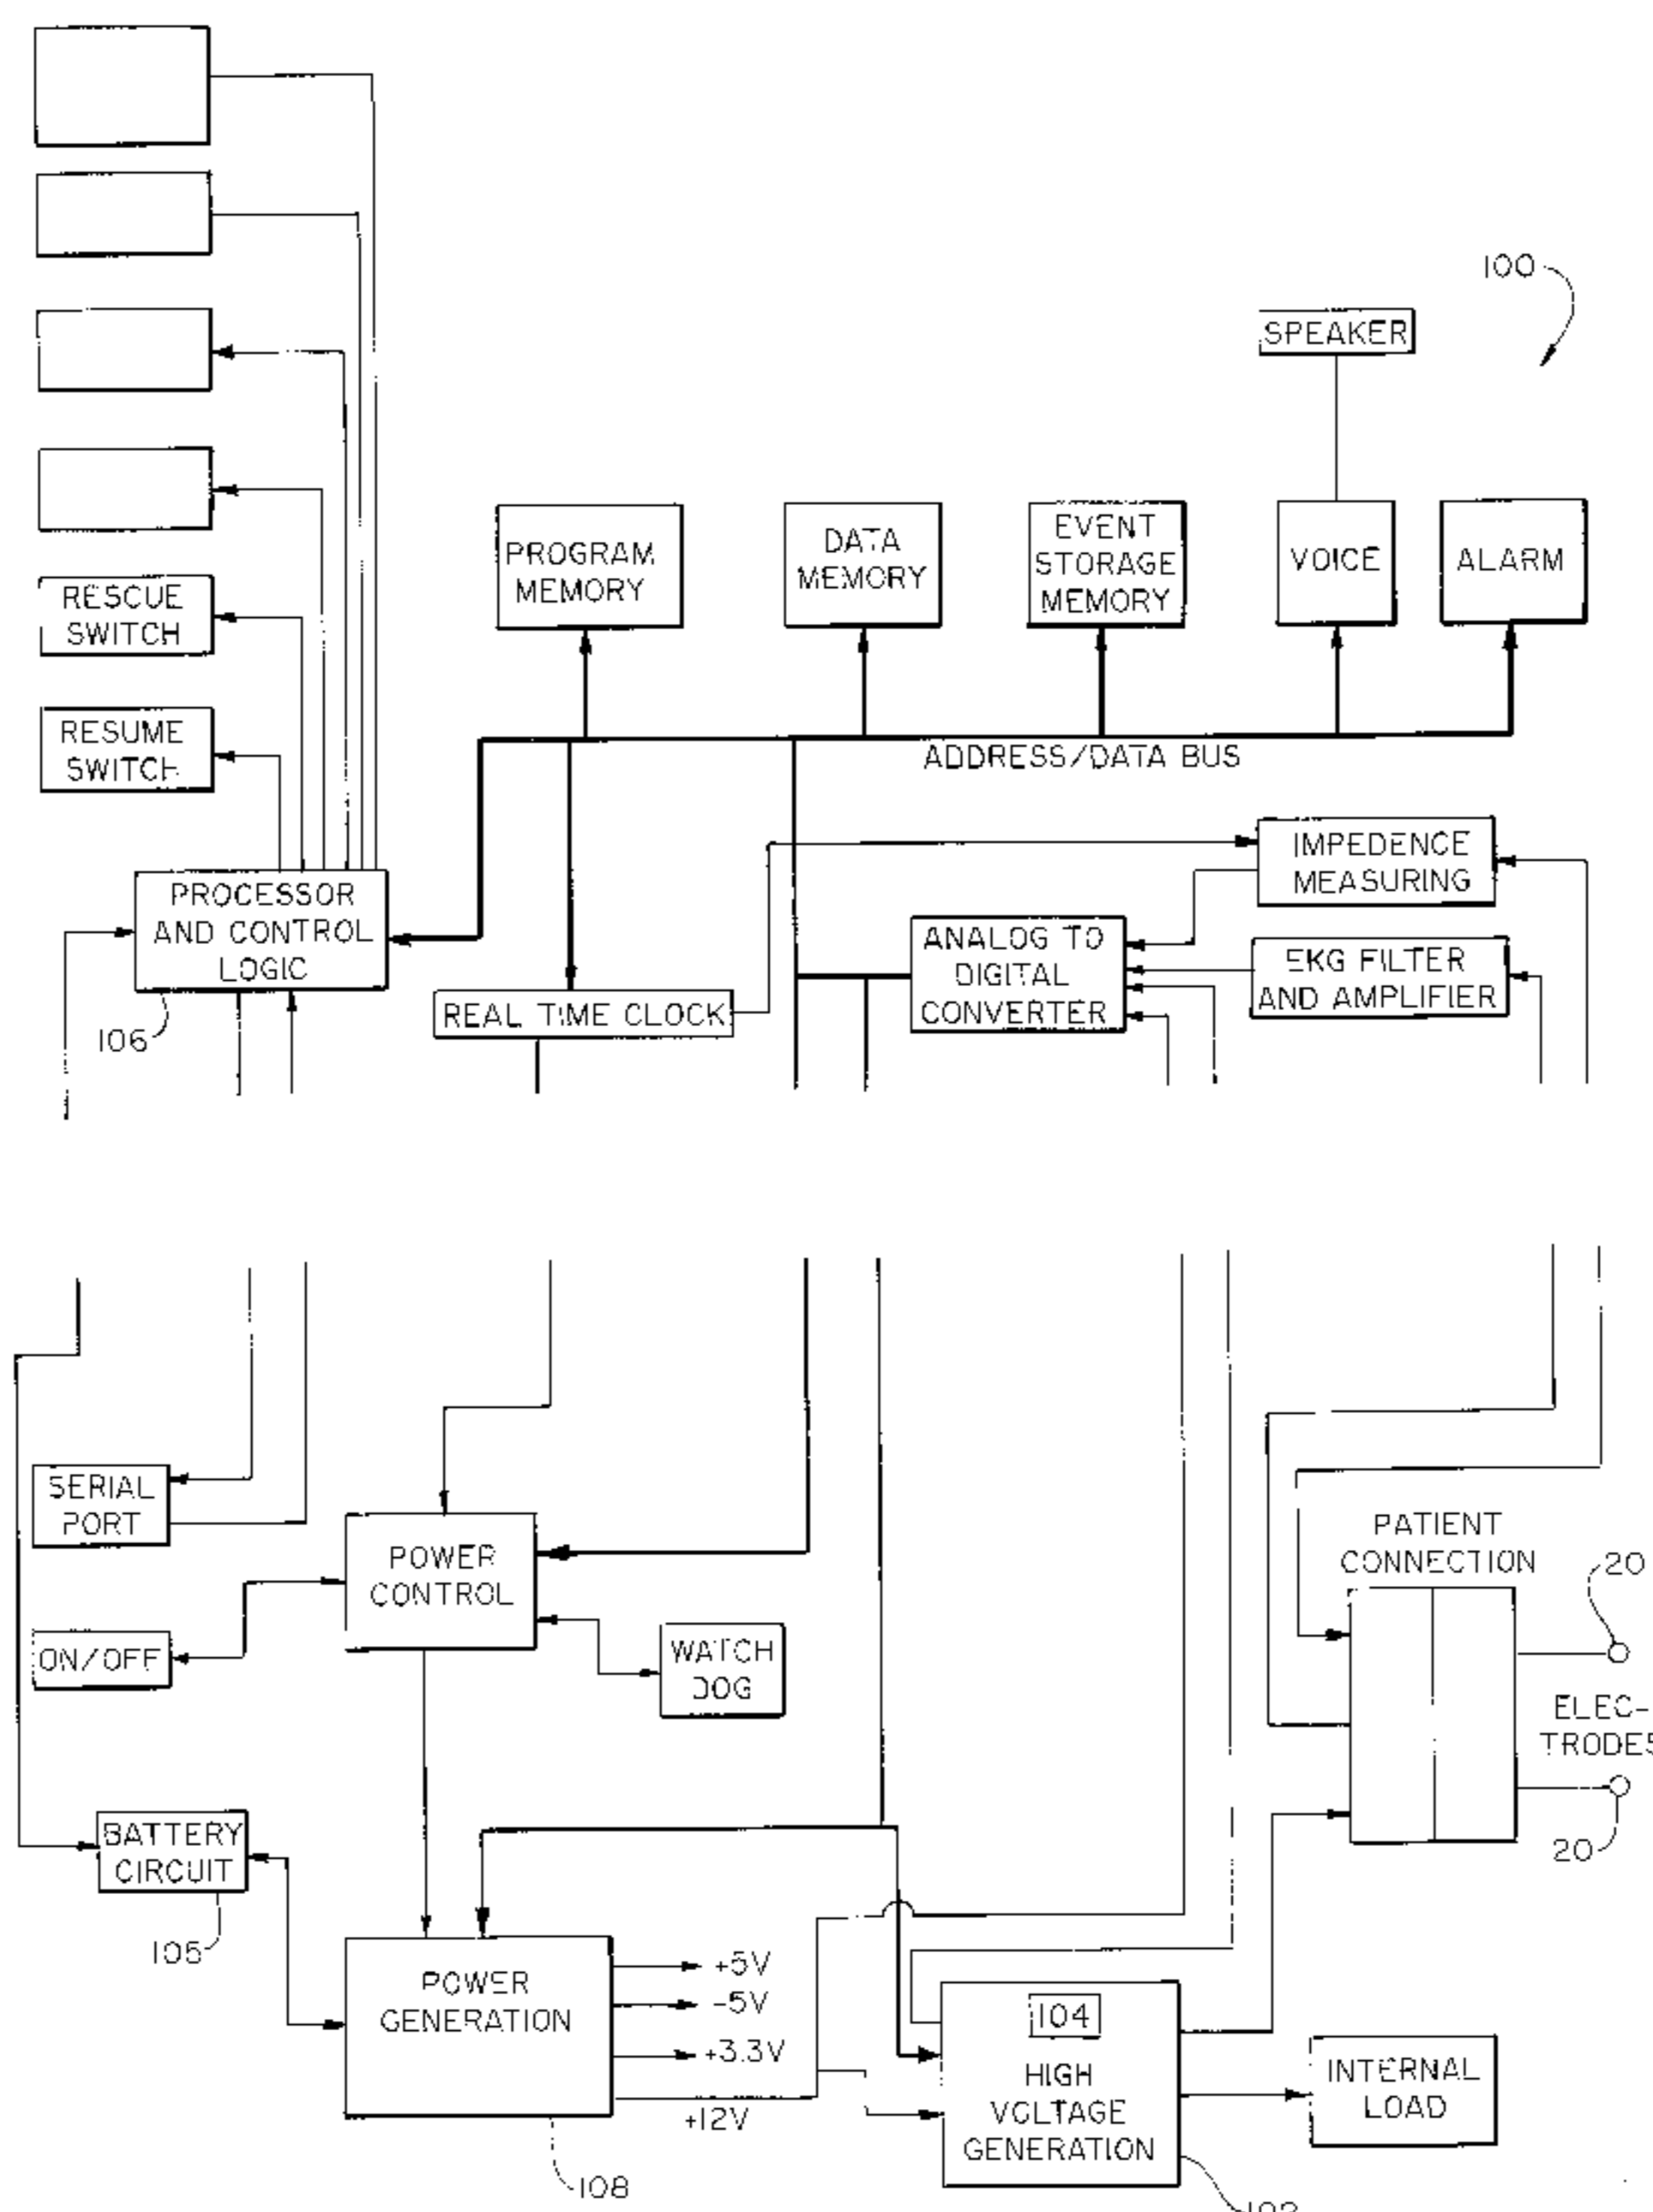 100
SPEAKER
PROGRAM
MEMORY
DATA
MEMORY
EVENT
STORAGE
MEMORY
VOICE
ALARM
RESCUE
SWITCH
RESUME
SWITCH
ADDRESS/DATA BUS
IMPEDENCE
MEASURING
PROCESSOR
AND CONTROL
LOGIC
106
REAL TIME CLOCK
ANALOG TO
DIGITAL
CONVERTER
EKG FILTER
AND AMPLIFIER
SERIAL
PORT
POWER
CONTROL
ON/OFF
WATCH
DOG
PATIENT
CONNECTION
20
ELEC-
TRODES
20
BATTERY
CIRCUIT
105
POWER
GENERATION
+5V
-5V
+3.3V
+12V
108
104
HIGH
VOLTAGE
GENERATION
INTERNAL
LOAD